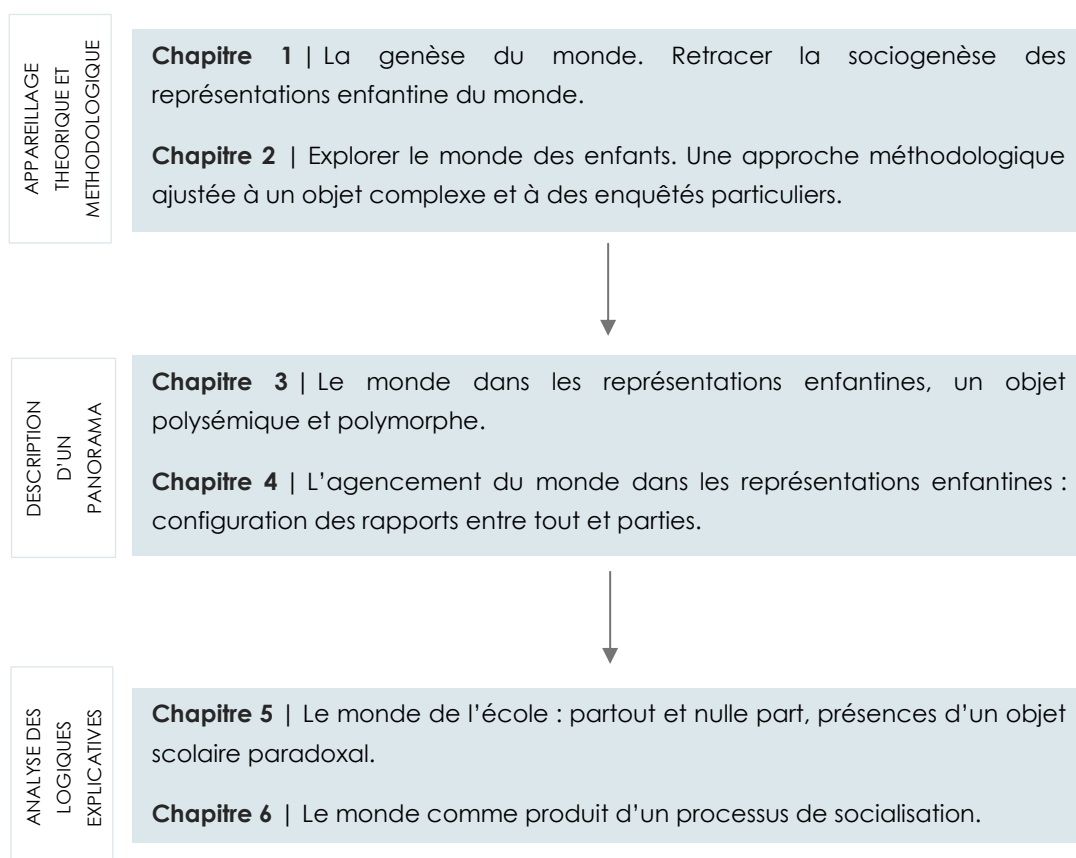 APPAREILLAGE
THEORIQUE ET
METHODOLOGIQUE
Chapitre 1 | La genèse du monde. Retracer la sociogenèse des
représentations enfantine du monde.
Chapitre 2 | Explorer le monde des enfants. Une approche méthodologique
ajustée à un objet complexe et à des enquêtés particuliers.
DESCRIPTION
D'UN
PANORAMA
Chapitre 3 | Le monde dans les représentations enfantines, un objet
polysémique et polymorphe.
Chapitre 4 | L'agencement du monde dans les représentations enfantines :
configuration des rapports entre tout et parties.
ANALYSE DES
LOGIQUES
EXPLICATIVES
Chapitre 5 | Le monde de l'école : partout et nulle part, présences d'un objet
scolaire paradoxal.
Chapitre 6 | Le monde comme produit d'un processus de socialisation.